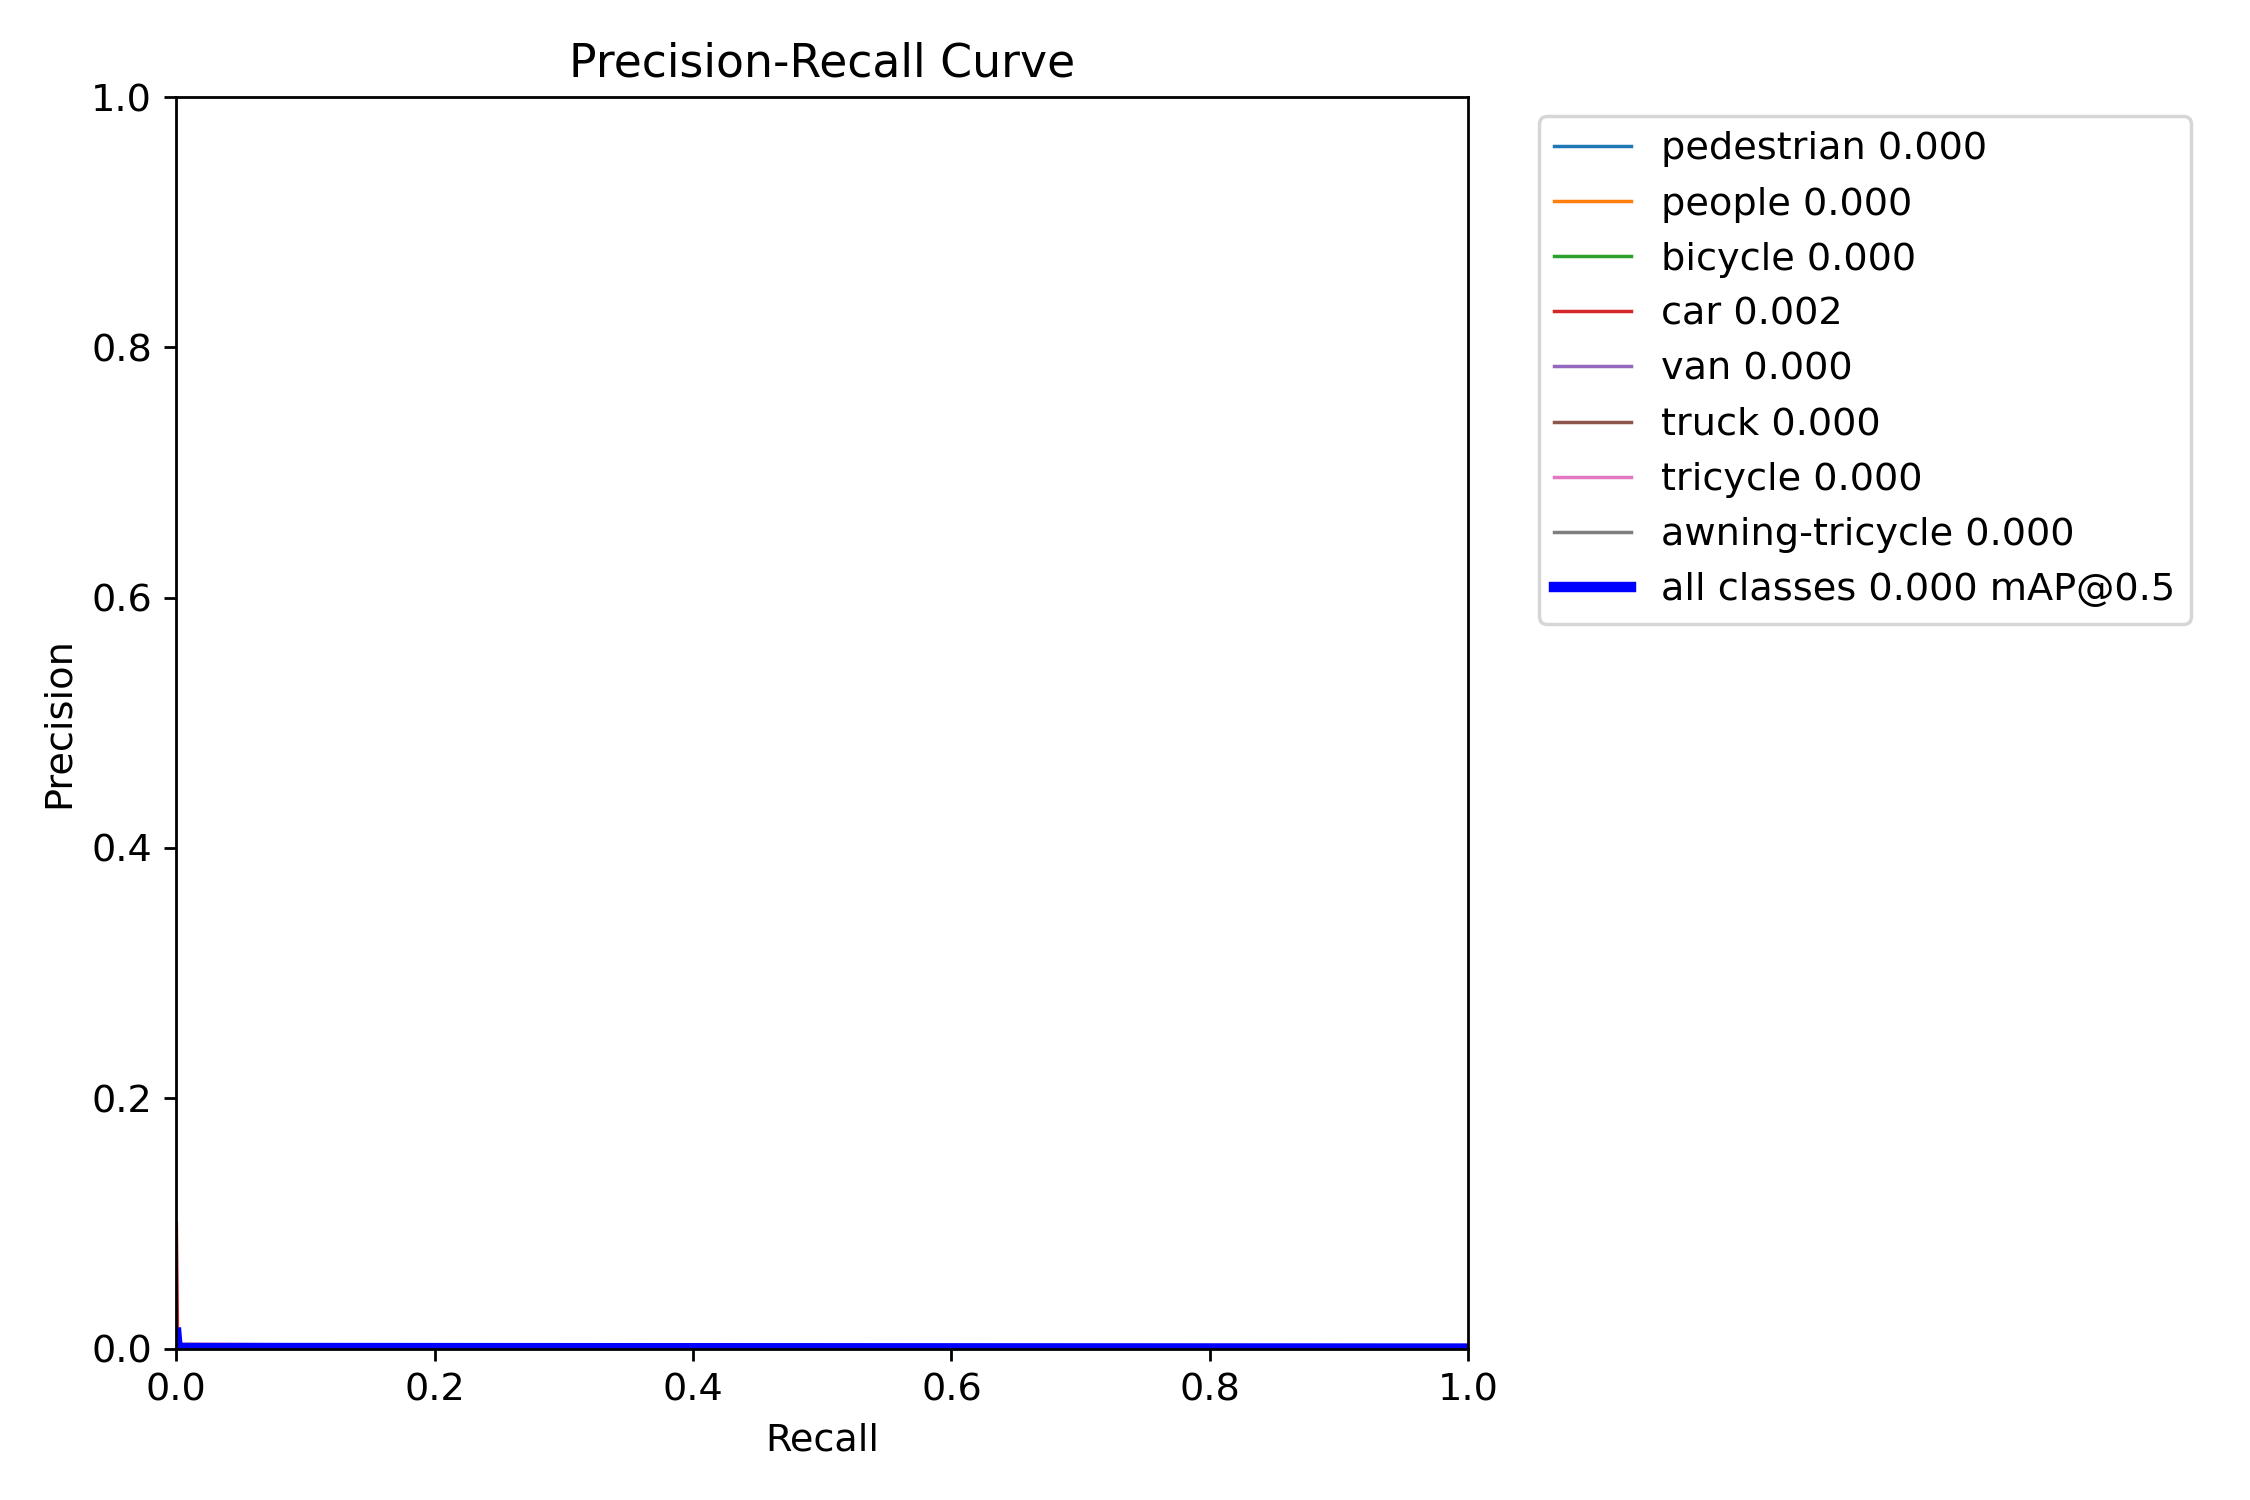 Precision-Recall Curve
1.0
0.8
0.6
0.4
0.2
0.0
Precision
0.0 0.2 0.4 0.6 0.8 1.0
Recall
pedestrian 0.000
people 0.000
bicycle 0.000
car 0.002
van 0.000
truck 0.000
tricycle 0.000
awning-tricycle 0.000
all classes 0.000 mAP@0.5